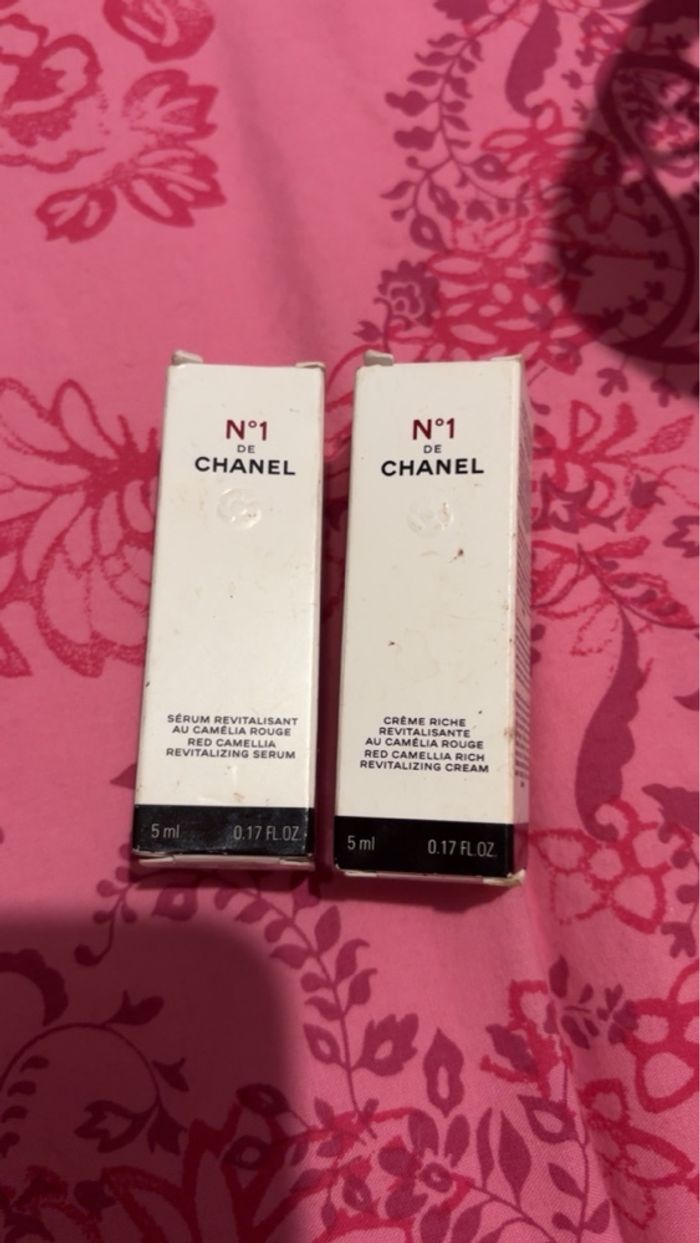 N°1
DE
CHANEL
SÉRUM REVITALISANT
AU CAMÉLIA ROUGE
RED CAMELLIA
REVITALIZING SERUM
5 ml 0.17 FL.OZ.
N°1
DE
CHANEL
CRÈME RICHE
REVITALISANTE
AU CAMÉLIA ROUGE
RED CAMELLIA RICH
REVITALIZING CREAM
5 ml 0.17 FL.OZ.